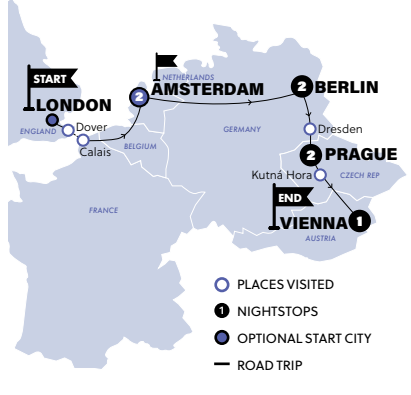 START
LONDON
ENGLAND
Dover
Calais
NETHERLANDS
2
AMSTERDAM
BELGIUM
2
BERLIN
GERMANY
Dresden
2
PRAGUE
Kutná Hora
CZECH REP
END
VIENNA
1
AUSTRIA
FRANCE
PLACES VISITED
1
NIGHTSTOPS
OPTIONAL START CITY
ROAD TRIP